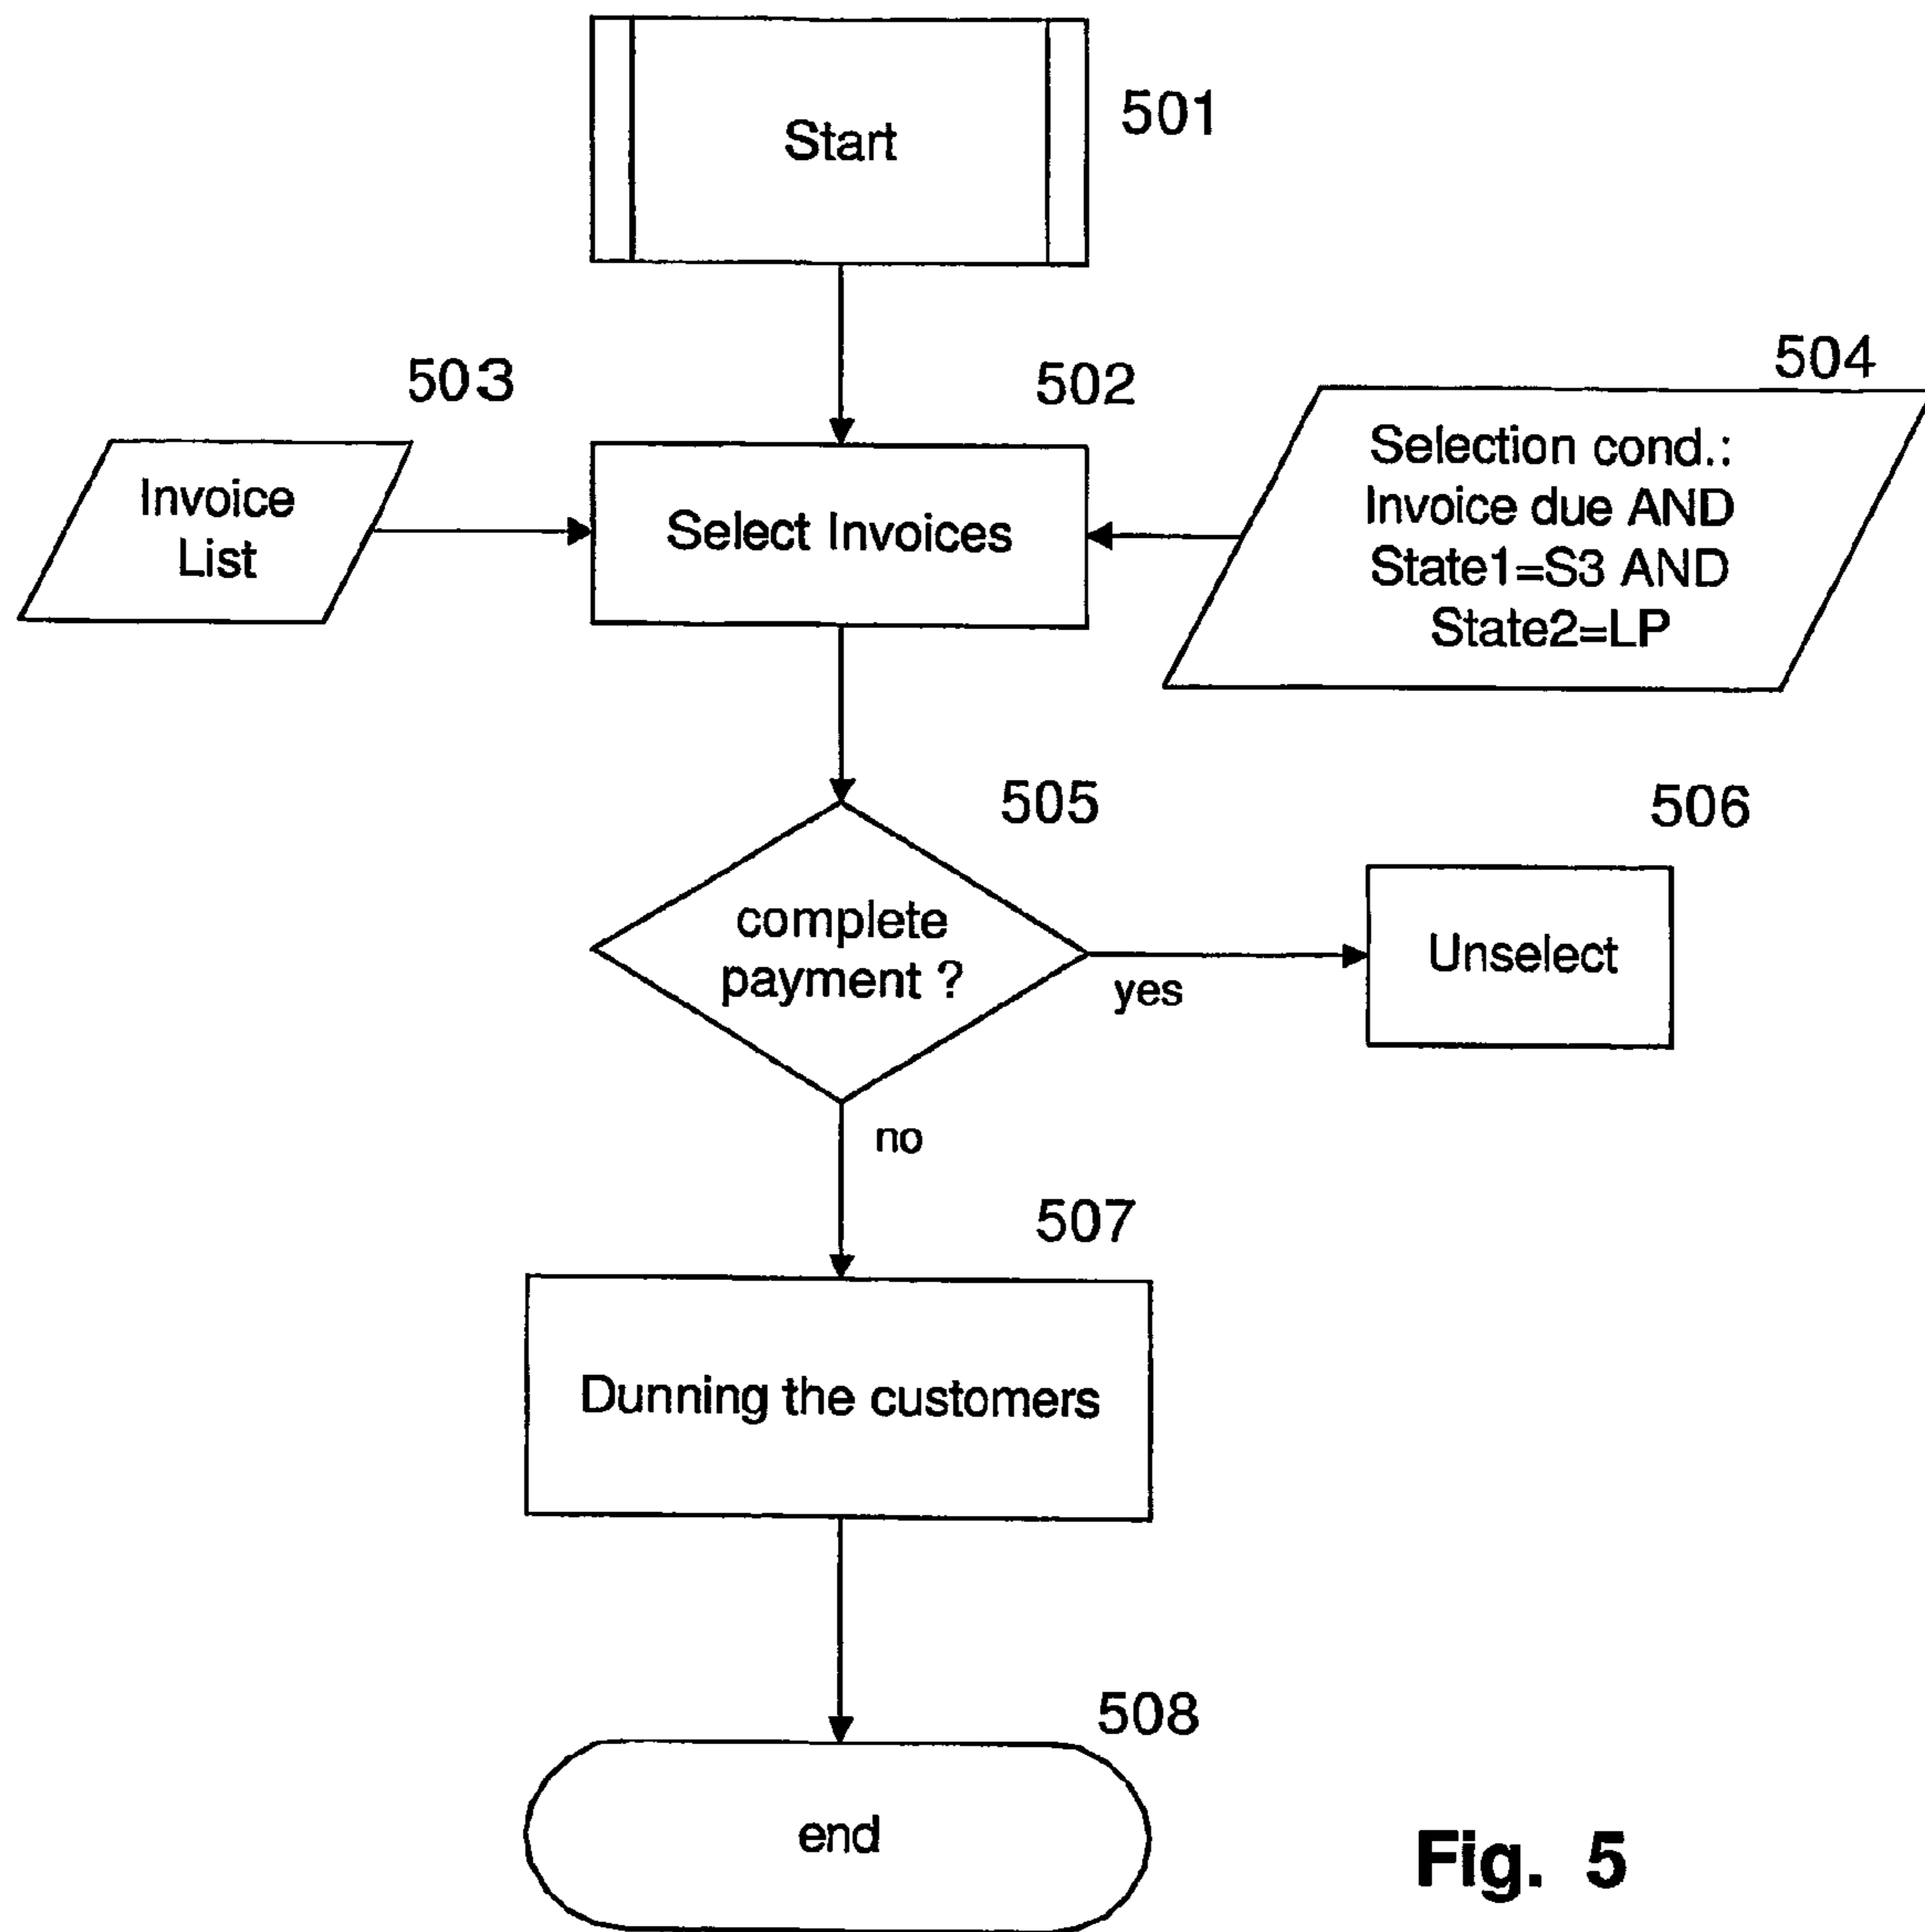 Start
501
503
502
504
Invoice
List
Select Invoices
Selection cond.:
Invoice due AND
State1=S3 AND
State2=LP
505
506
complete
payment ?
yes
Unselect
no
507
Dunning the customers
508
end
Fig. 5